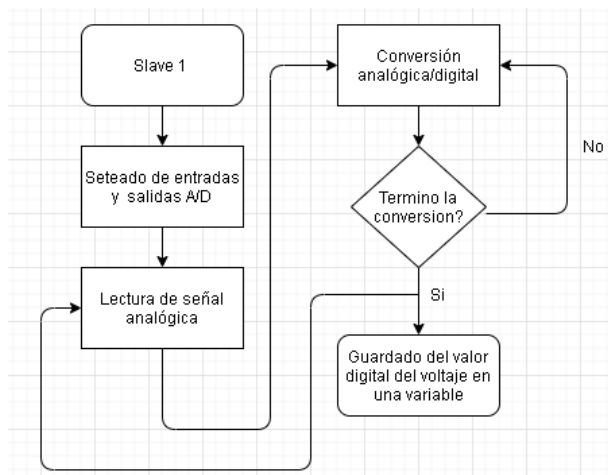 Slave 1
Seteado de entradas
y salidas A/D
Lectura de señal
analógica
Conversión
analógica/digital
No
Termino la
conversion?
Si
Guardado del valor
digital del voltaje en
una variable